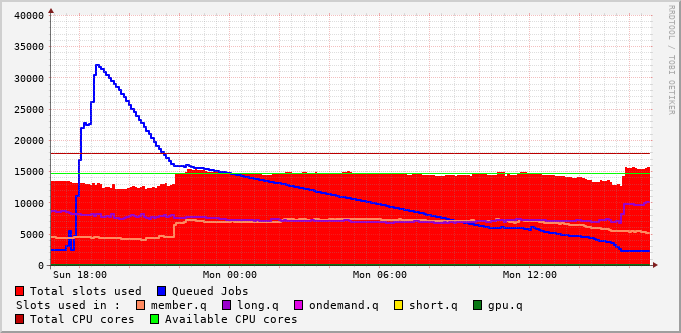 RRDTOOL / TOBI OETIKER
40000
35000
30000
25000
20000
15000
10000
5000
0
Sun 18:00 Mon 00:00 Mon 06:00 Mon 12:00
Total slots used Queued Jobs
Slots used in : member.q long.q ondemand.q short.q gpu.q
Total CPU cores Available CPU cores